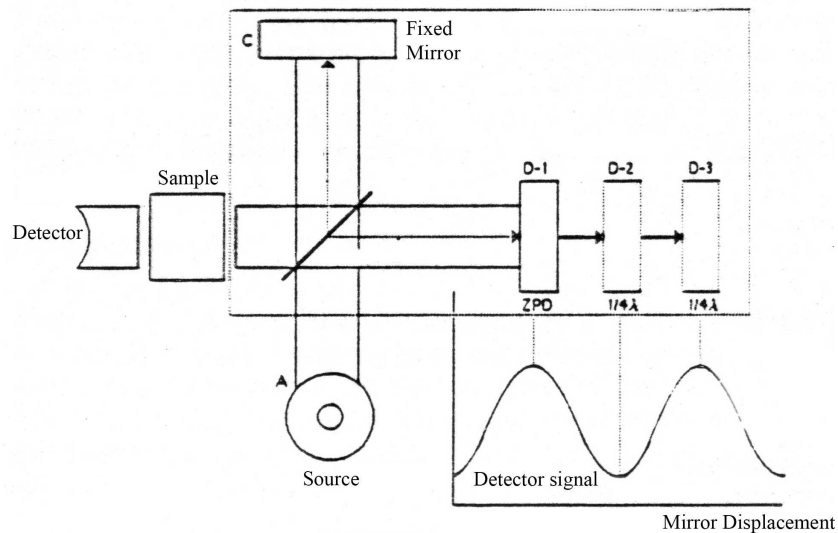 C
Fixed
Mirror
D-1
D-2
D-3
Sample
Detector
ZPD
1/4λ
1/4λ
A
Source
Detector signal
Mirror Displacement